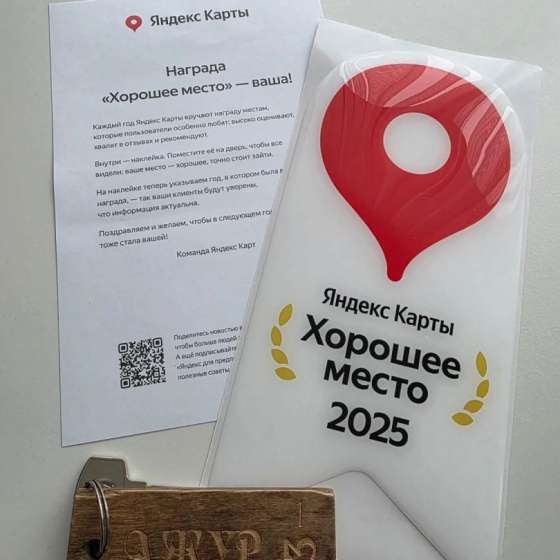 Яндекс Карты
Награда
«Хорошее место» — ваша!
Каждый год Яндекс Карты вручают награду местам,
которые пользователи особенно любят: высоко оценивают,
хвалят в отзывах и рекомендуют.
Внутри — наклейка. Поместите её на дверь, чтобы все
видели: ваше место — хорошее, точно стоит зайти.
На наклейке теперь указываем год, в котором была
награда, — так ваши клиенты будут уверены,
что информация актуальна.
Поздравляем и желаем, чтобы в следующем
тоже стала вашей!
Команда Яндекс Карт
Поделитесь новостью
чтобы больше людей
А ещё подписывайте
«Яндекс для
полезные советы
Яндекс Карты
Хорошее
место
2025
АЖУР